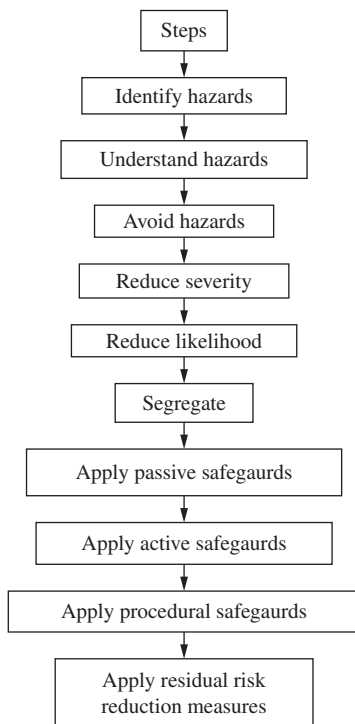 Steps
Identify hazards
Understand hazards
Avoid hazards
Reduce severity
Reduce likelihood
Segregate
Apply passive safegaurds
Apply active safegaurds
Apply procedural safegaurds
Apply residual risk
reduction measures